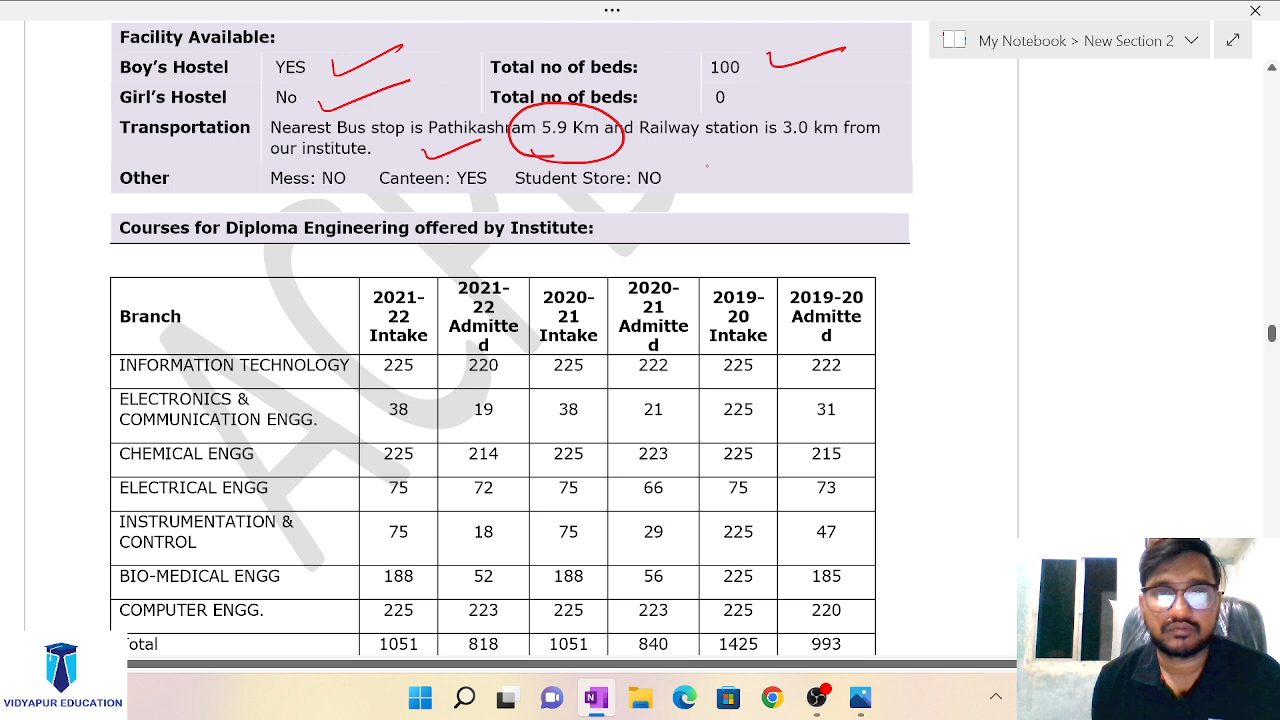 Facility Available:
My Notebook > New Section 2
Boy's Hostel YES Total no of beds: 100
Girl's Hostel No Total no of beds: 0
Transportation Nearest Bus stop is Pathikashram 5.9 Km and Railway station is 3.0 km from
our institute.
Other Mess: NO Canteen: YES Student Store: NO
Courses for Diploma Engineering offered by Institute:
Branch 2021-22 Intake 2021-22 Admitted 2020-21 Intake 2020-21 Admitted 2019-20 Intake 2019-20 Admitted
INFORMATION TECHNOLOGY 225 220 225 222 225 222
ELECTRONICS &
COMMUNICATION ENGG. 38 19 38 21 225 31
CHEMICAL ENGG 225 214 225 223 225 215
ELECTRICAL ENGG 75 72 75 66 75 73
INSTRUMENTATION &
CONTROL 75 18 75 29 225 47
BIO-MEDICAL ENGG 188 52 188 56 225 185
COMPUTER ENGG. 225 223 225 223 225 220
Total 1051 818 1051 840 1425 993
VIDYAPUR EDUCATION